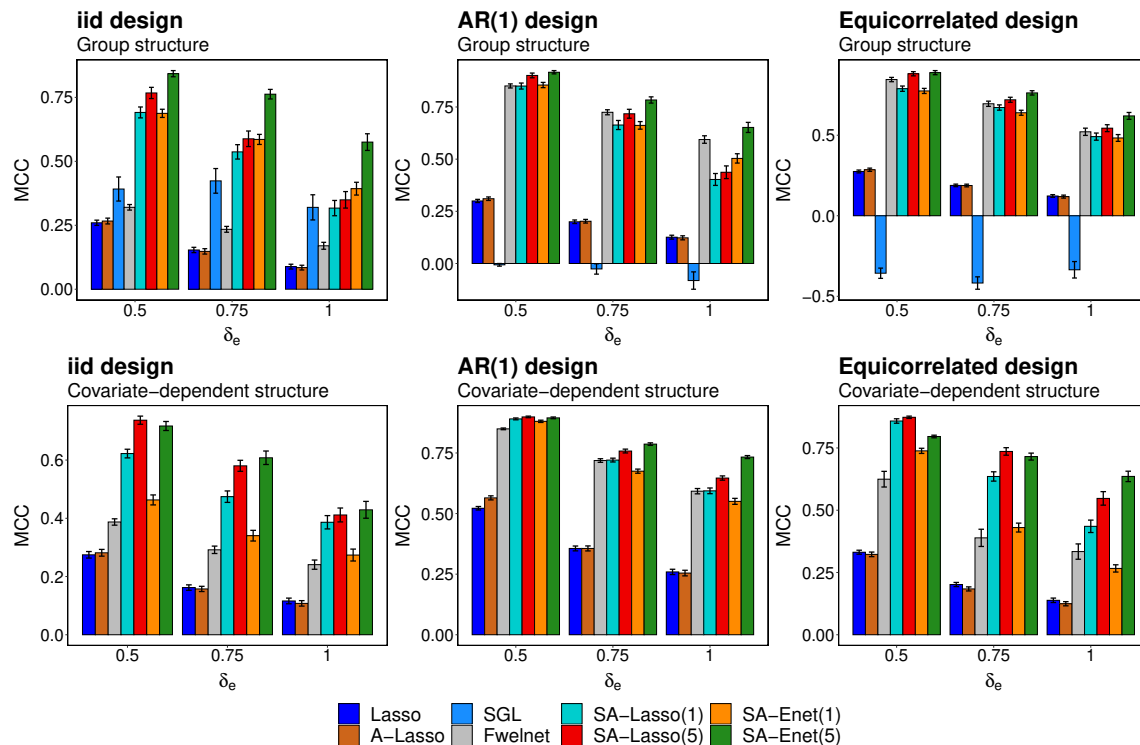 iid design
Group structure
MCC
0.75
0.50
0.25
0.00
0.5 0.75 1
δe
AR(1) design
Group structure
MCC
0.75
0.50
0.25
0.00
0.5 0.75 1
δe
Equicorrelated design
Group structure
MCC
0.5
0.0
−0.5
0.5 0.75 1
δe
iid design
Covariate−dependent structure
MCC
0.6
0.4
0.2
0.0
0.5 0.75 1
δe
AR(1) design
Covariate−dependent structure
MCC
0.75
0.50
0.25
0.00
0.5 0.75 1
δe
Equicorrelated design
Covariate−dependent structure
MCC
0.75
0.50
0.25
0.00
0.5 0.75 1
δe
Lasso SGL SA−Lasso(1) SA−Enet(1)
A−Lasso Fwelnet SA−Lasso(5) SA−Enet(5)